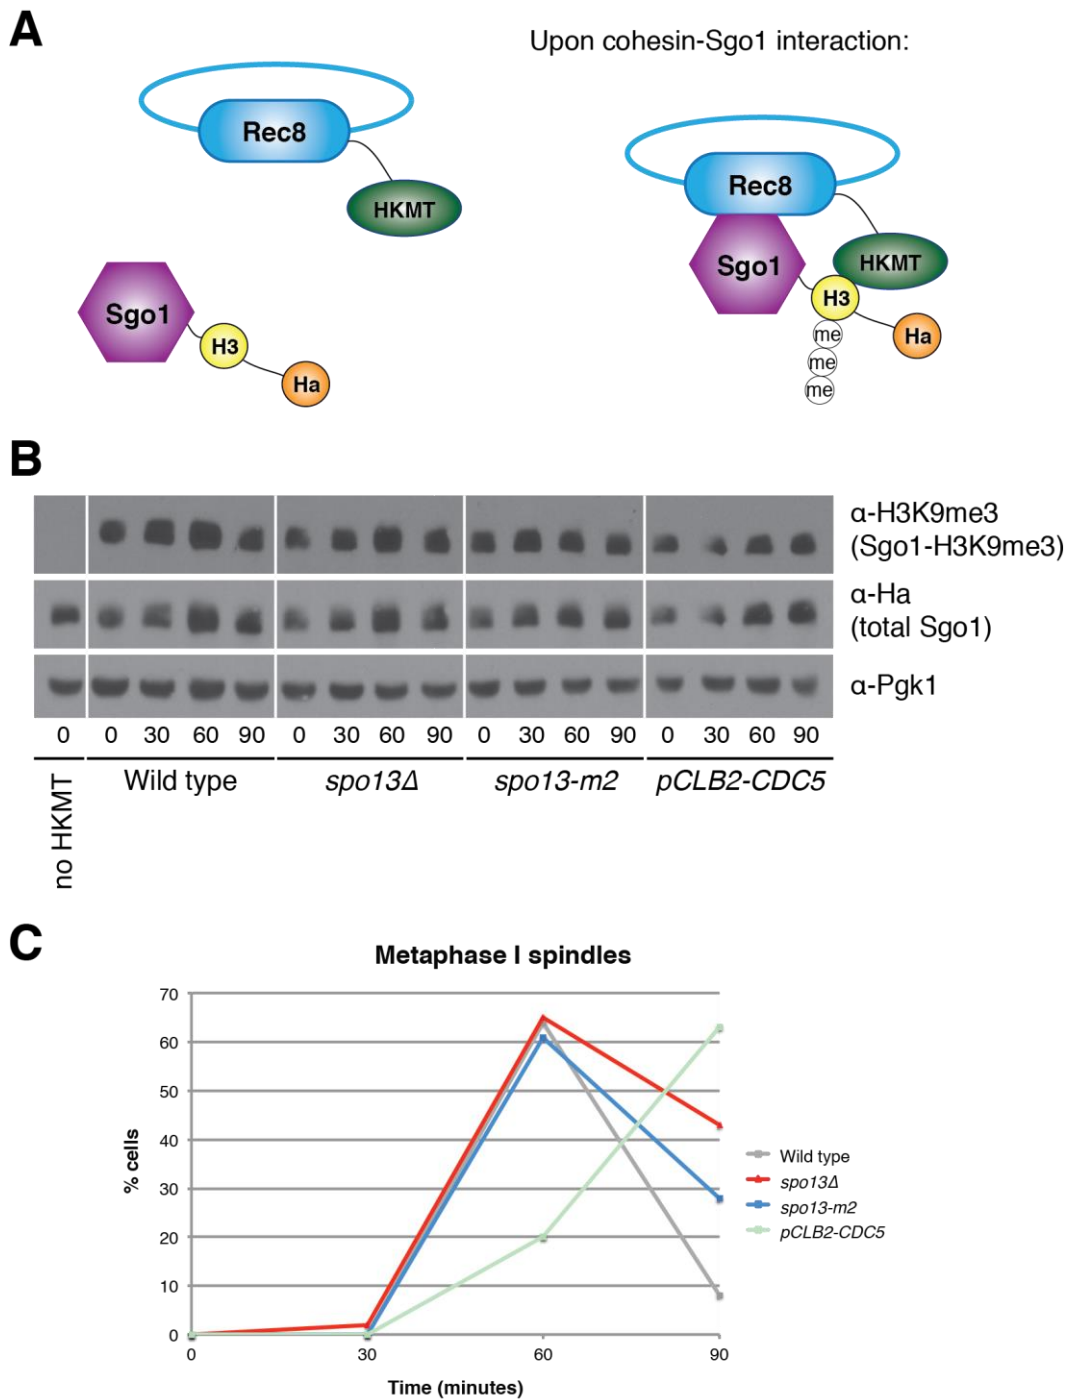 A
Upon cohesin-Sgo1 interaction:
Rec8
HKMT
Sgo1
H3
Ha
Rec8
Sgo1
HKMT
H3
Ha
me
me
me
B
α-H3K9me3
(Sgo1-H3K9me3)
α-Ha
(total Sgo1)
α-Pgk1
0 0 30 60 90 0 30 60 90 0 30 60 90 0 30 60 90
no HKMT
Wild type spo13Δ spo13-m2 pCLB2-CDC5
C
Metaphase I spindles
70
60
50
40
30
20
10
0
% cells
0 30 60 90
Time (minutes)
Wild type
spo13Δ
spo13-m2
pCLB2-CDC5